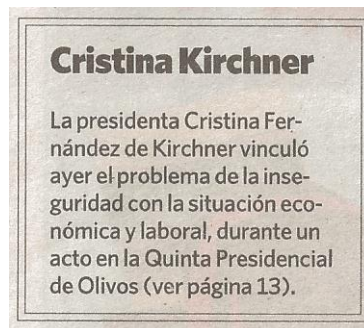 Cristina Kirchner
La presidenta Cristina Fer-
nández de Kirchner vinculó
ayer el problema de la inse-
guridad con la situación eco-
nómica y laboral, durante un
acto en la Quinta Presidencial
de Olivos (ver página 13).